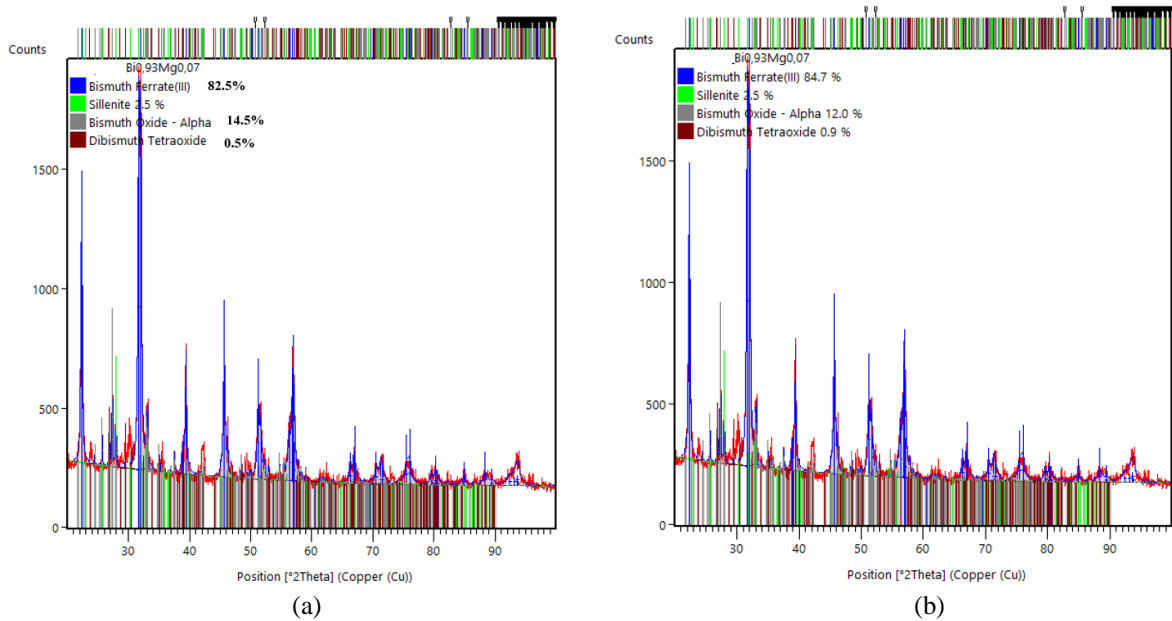 Counts
Bi0,93Mg0,07
Bismuth Ferrate(III) 82.5%
Sillenite 2.5 %
Bismuth Oxide - Alpha 14.5%
Dibismuth Tetraoxide 0.5%
1500
1000
500
0
30 40 50 60 70 80 90
Position [°2Theta] (Copper (Cu))
(a)
Counts
Bi0,93Mg0,07
Bismuth Ferrate(III) 84.7 %
Sillenite 2.5 %
Bismuth Oxide - Alpha 12.0 %
Dibismuth Tetraoxide 0.9 %
1500
1000
500
0
30 40 50 60 70 80 90
Position [°2Theta] (Copper (Cu))
(b)